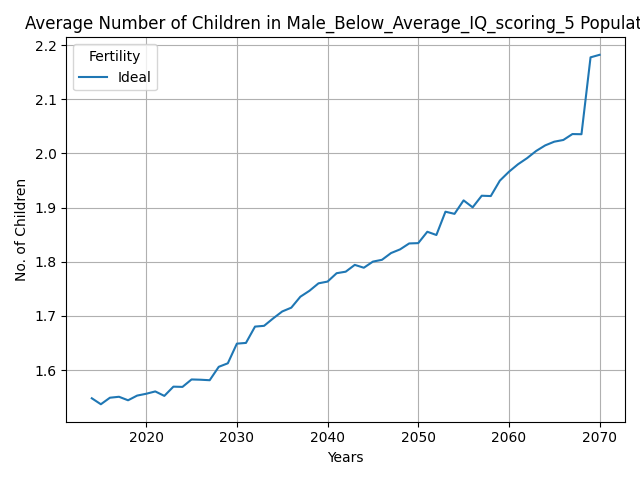 Average Number of Children in Male_Below_Average_IQ_scoring_5 Populat
Fertility
Ideal
2.2
2.1
2.0
1.9
1.8
1.7
1.6
No. of Children
2020 2030 2040 2050 2060 2070
Years